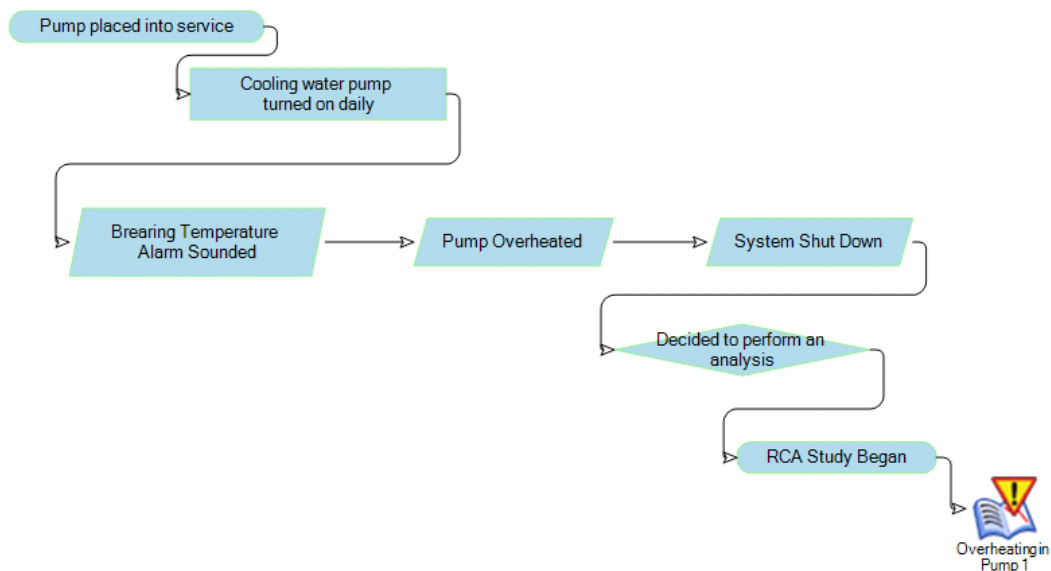 Pump placed into service
Cooling water pump
turned on daily
Brearing Temperature
Alarm Sounded
Pump Overheated
System Shut Down
Decided to perform an
analysis
RCA Study Began
Overheating in
Pump 1